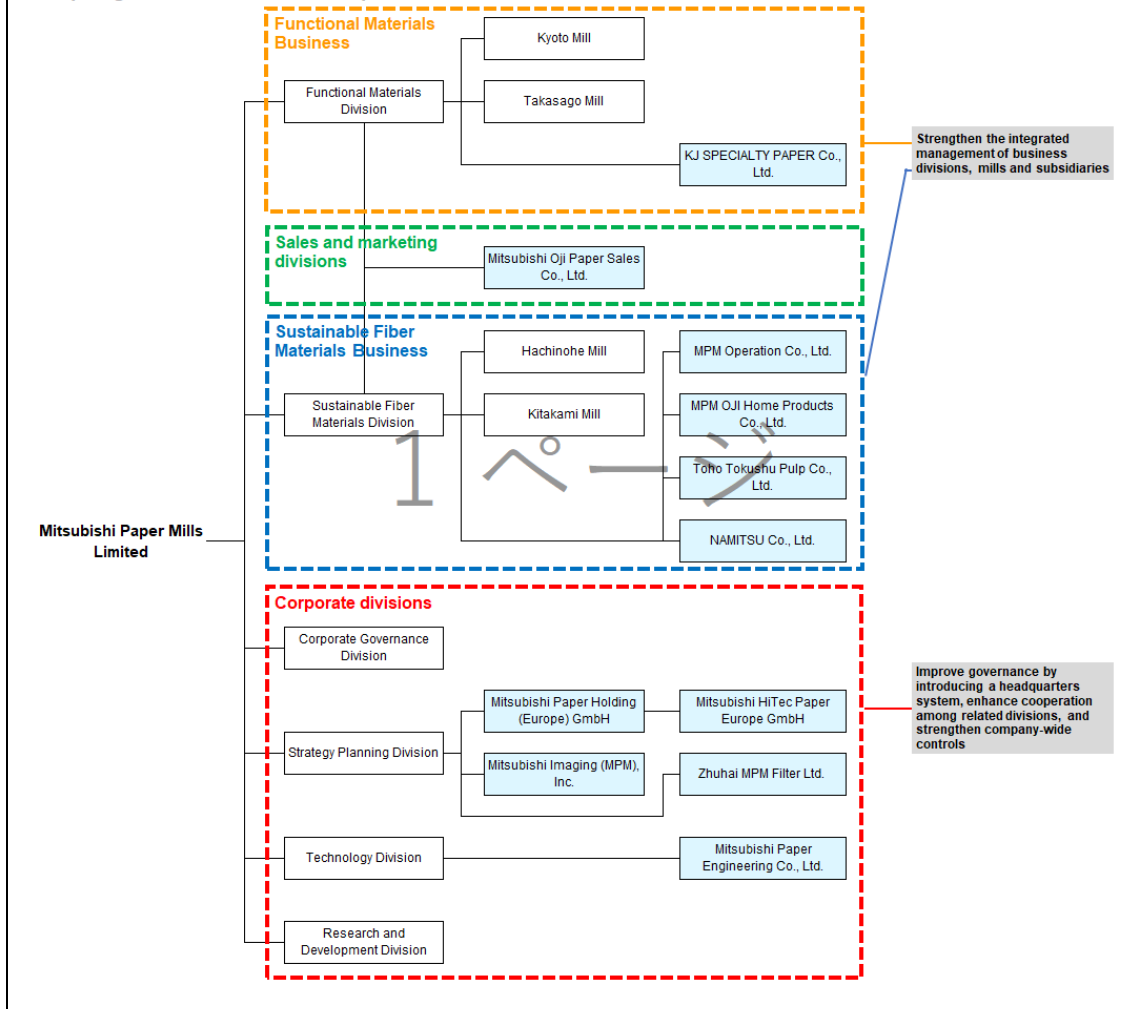 Functional Materials
Business
Kyoto Mill
Functional Materials
Division
Takasago Mill
KJ SPECIALTY PAPER Co.,
Ltd.
Strengthen the integrated
management of business
divisions, mills and subsidiaries
Sales and marketing
divisions
Mitsubishi Oji Paper Sales
Co., Ltd.
Sustainable Fiber
Materials Business
Hachinohe Mill
MPM Operation Co., Ltd.
Sustainable Fiber
Materials Division
Kitakami Mill
MPM OJI Home Products
Co., Ltd.
1 ページ
Toho Tokushu Pulp Co.,
Ltd.
NAMITSU Co., Ltd.
Mitsubishi Paper Mills
Limited
Corporate divisions
Corporate Governance
Division
Strategy Planning Division
Mitsubishi Paper Holding
(Europe) GmbH
Mitsubishi HiTec Paper
Europe GmbH
Mitsubishi Imaging (MPM),
Inc.
Zhuhai MPM Filter Ltd.
Improve governance by
introducing a headquarters
system, enhance cooperation
among related divisions, and
strengthen company-wide
controls
Technology Division
Mitsubishi Paper
Engineering Co., Ltd.
Research and
Development Division